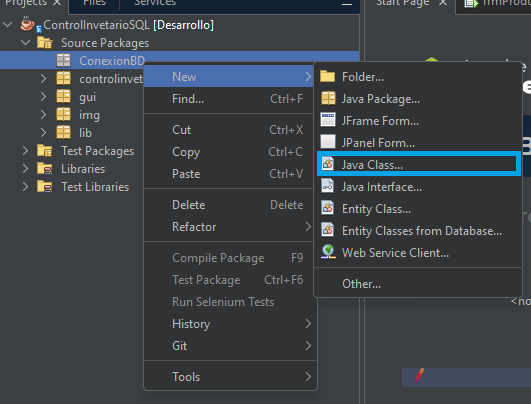 Projects
Files
Services
Start Page
ControlInvetarioSQL [Desarrollo]
Source Packages
ConexionBD
controlinvet
gui
img
lib
Test Packages
Libraries
Test Libraries
New
Find... Ctrl+F
Cut Ctrl+X
Copy Ctrl+C
Paste Ctrl+V
Delete Delete
Refactor
Compile Package F9
Test Package Ctrl+F6
Run Selenium Tests
History
Git
Tools
Folder...
Java Package...
JFrame Form...
JPanel Form...
Java Class...
Java Interface...
Entity Class...
Entity Classes from Database...
Web Service Client...
Other...
<no